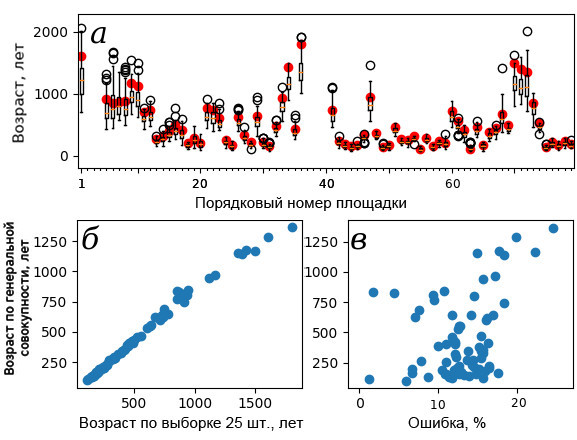 а
2000
1000
0
Возраст, лет
1
20
40
60
Порядковый номер площадки
б
1250
1000
750
500
250
Возраст по генеральной
совокупности, лет
500
1000
1500
Возраст по выборке 25 шт., лет
в
1250
1000
750
500
250
0
10
20
Ошибка, %